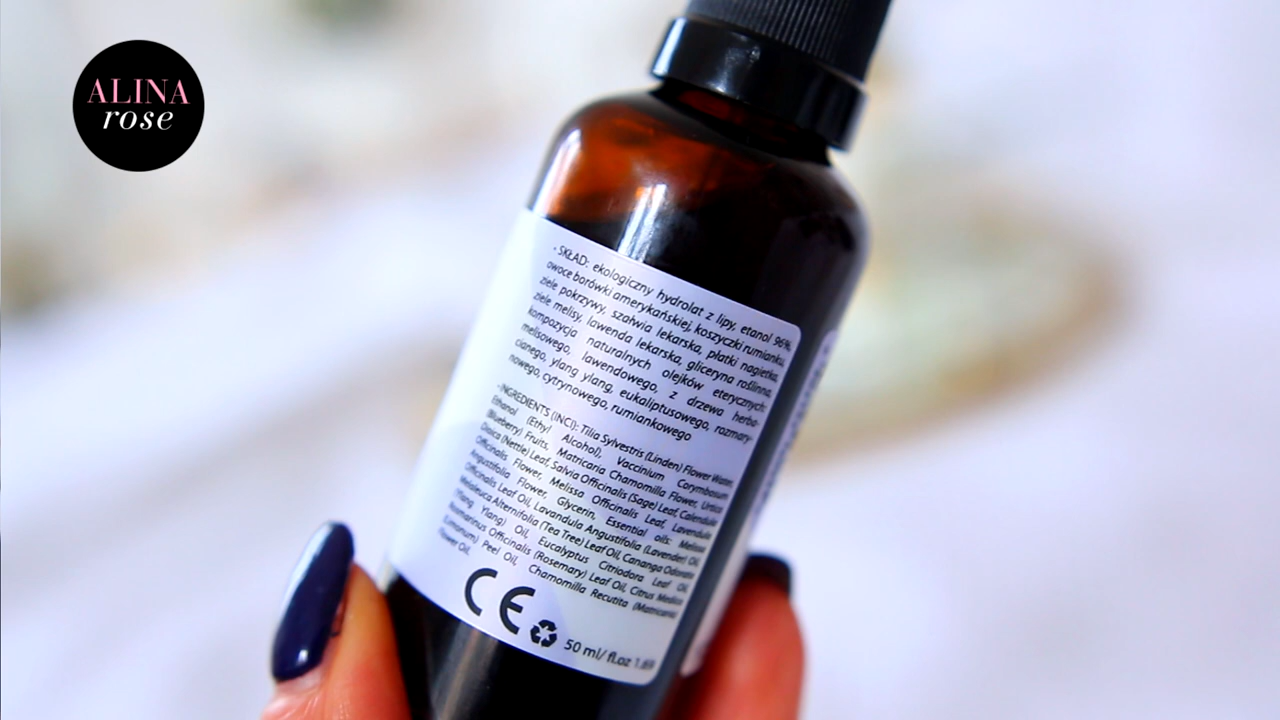 ALINA
rose
· SKŁAD: ekologiczny hydrolat z lipy, etanol 96%,
owoce borówki amerykańskiej, koszyczki rumianku,
ziele pokrzywy, szałwia lekarska, płatki nagietka,
ziele melisy, lawenda lekarska, gliceryna roślinna,
kompozycja naturalnych olejków eterycznych:
melisowego, lawendowego, z drzewa herba-
cianego, ylang ylang, eukaliptusowego, rozmary-
nowego, cytrynowego, rumiankowego
· INGREDIENTS (INCI): Tilia Sylvestris (Linden) Flower Water,
Ethanol (Ethyl Alcohol), Vaccinium Corymbosum
(Blueberry) Fruits, Matricaria Chamomilla Flower, Urtica
Dioica (Nettle) Leaf, Salvia Officinalis (Sage) Leaf, Calendula
Officinalis Flower, Melissa Officinalis Leaf, Lavendula
Angustifolia Flower, Glycerin, Essential oils: Melissa
Officinalis Leaf Oil, Lavandula Angustifolia (Lavender) Oil,
Melaleuca Alternifolia (Tea Tree) Leaf Oil, Cananga Odorata
(Ylang Ylang) Oil, Eucalyptus Citriodora Leaf Oil,
Rosmarinus Officinalis (Rosemary) Leaf Oil, Citrus Medica
(Limonum) Peel Oil, Chamomilla Recutita (Matricaria)
Flower Oil.
CE 50 ml/ fl.oz 1.69